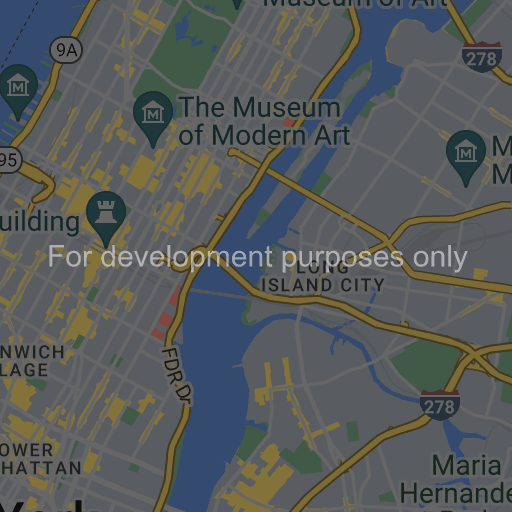 Museum of Art
9A
278
The Museum
of Modern Art
M
M
95
uilding
For development purposes only
LONG
ISLAND CITY
NWICH
LAGE
FDR Dr
278
OWER
HATTAN
Maria
Hernande